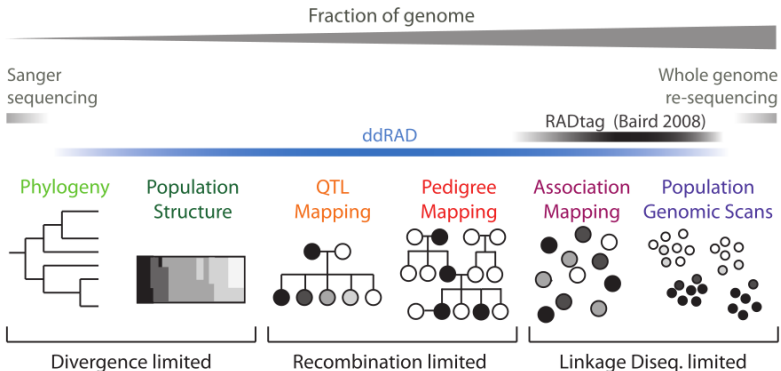 Fraction of genome
Sanger
sequencing
Whole genome
re-sequencing
RADtag (Baird 2008)
ddRAD
Phylogeny
Population
Structure
QTL
Mapping
Pedigree
Mapping
Association
Mapping
Population
Genomic Scans
Divergence limited
Recombination limited
Linkage Diseq. limited